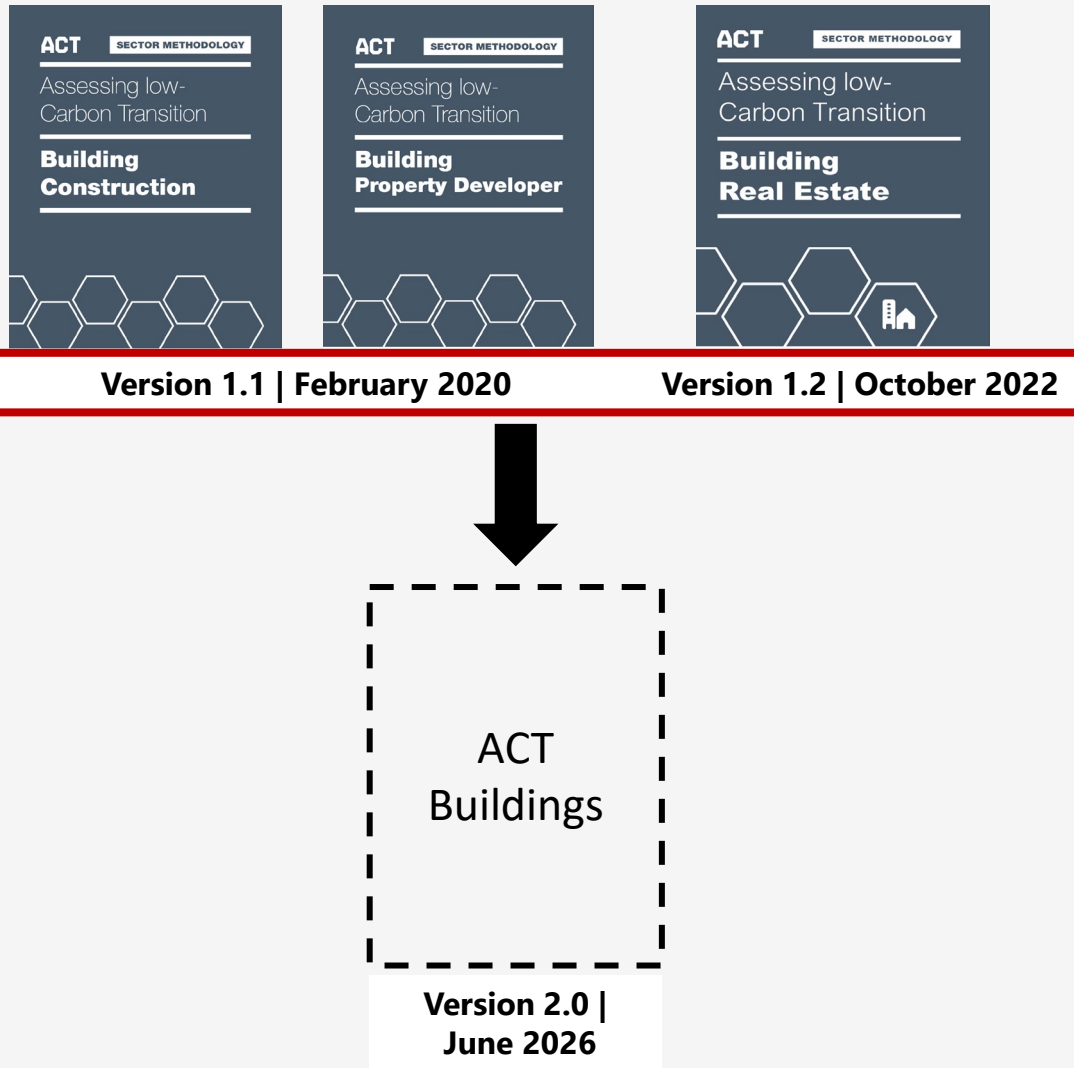 ACT SECTOR METHODOLOGY
Assessing low-
Carbon Transition
Building
Construction
ACT SECTOR METHODOLOGY
Assessing low-
Carbon Transition
Building
Property Developer
ACT SECTOR METHODOLOGY
Assessing low-
Carbon Transition
Building
Real Estate
Version 1.1 | February 2020
Version 1.2 | October 2022
ACT
Buildings
Version 2.0 |
June 2026